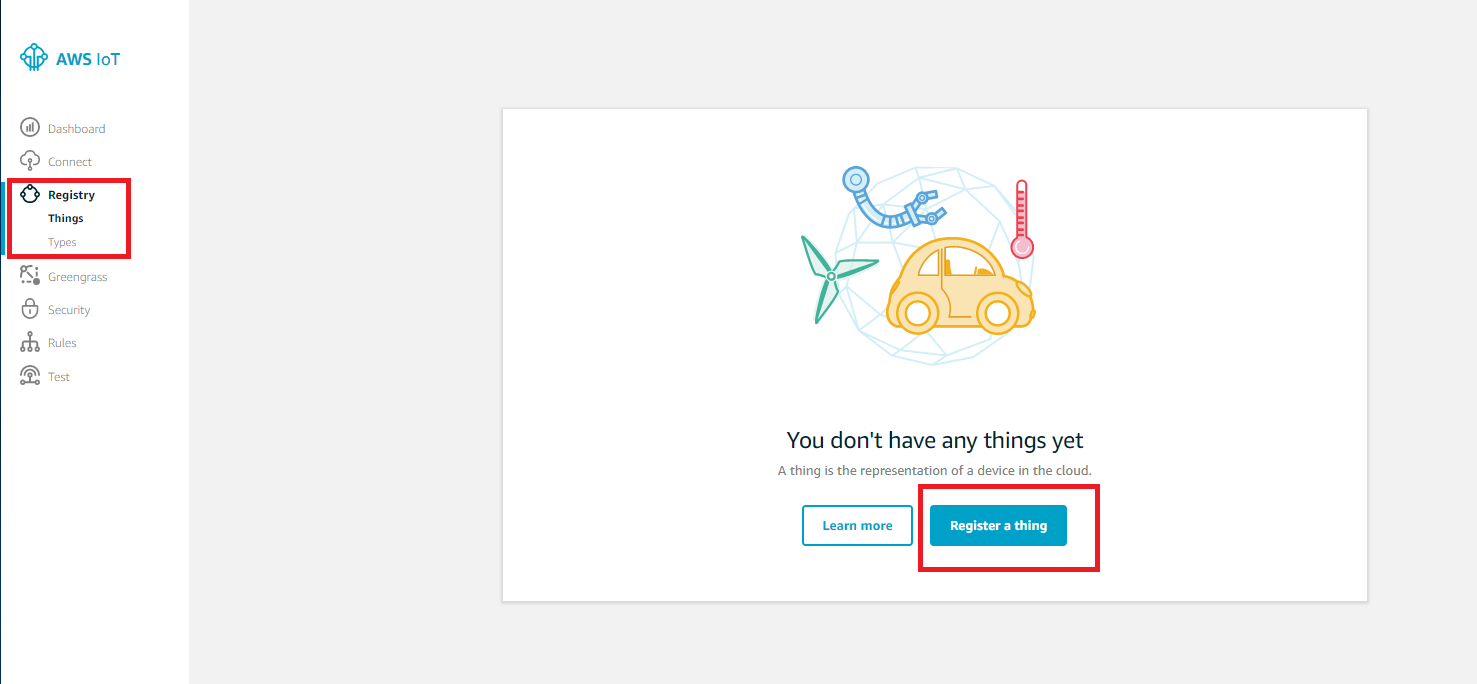 AWS IoT
Dashboard
Connect
Registry
Things
Types
Greengrass
Security
Rules
Test
You don't have any things yet
A thing is the representation of a device in the cloud.
Learn more
Register a thing